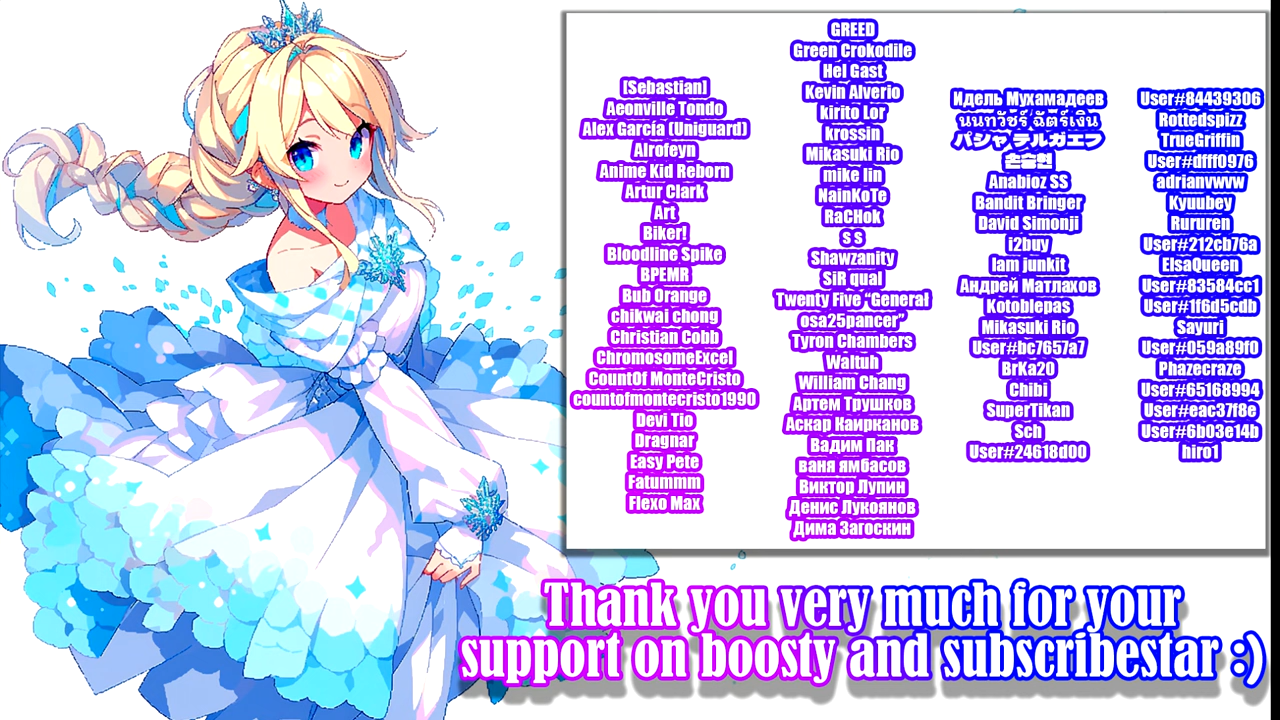 [Sebastian]
Aeonville Tondo
Alex García (Uniguard)
Alrofeyn
Anime Kid Reborn
Artur Clark
Art
Biker!
Bloodline Spike
BPEMR
Bub Orange
chikwai chong
Christian Cobb
ChromosomeExcel
CountOf MonteCristo
countofmontecristo1990
Devi Tio
Dragnar
Easy Pete
Fatummm
Flexo Max
GREED
Green Crokodile
Hel Gast
Kevin Alverio
kirito Lor
krossin
Mikasuki Rio
mike lin
NainKoTe
RaCHok
S S
Shawzanity
SiR qual
Twenty Five “General
osa25pancer”
Tyron Chambers
Waltuh
William Chang
Артем Трушков
Аскар Каирканов
Вадим Пак
ваня ямбасов
Виктор Лупин
Денис Лукоянов
Дима Загоскин
Идель Мухамадеев
นนทวัชร์ ฉัตร์เงิน
パシャ テルガエフ
손승현
Anabioz SS
Bandit Bringer
David Simonji
i2buy
Iam junkit
Андрей Матлахов
Kotoblepas
Mikasuki Rio
User#bc7657a7
BrKa20
Chibi
SuperTikan
Sch
User#24618d00
User#84439306
Rottedspizz
TrueGriffin
User#dfff0976
adrianvwvw
Kyuubey
Rururen
User#212cb76a
ElsaQueen
User#83584cc1
User#1f6d5cdb
Sayuri
User#059a89f0
Phazecraze
User#65168994
User#eac37f8e
User#6b03e14b
hiro1
Thank you very much for your
support on boosty and subscribestar :)